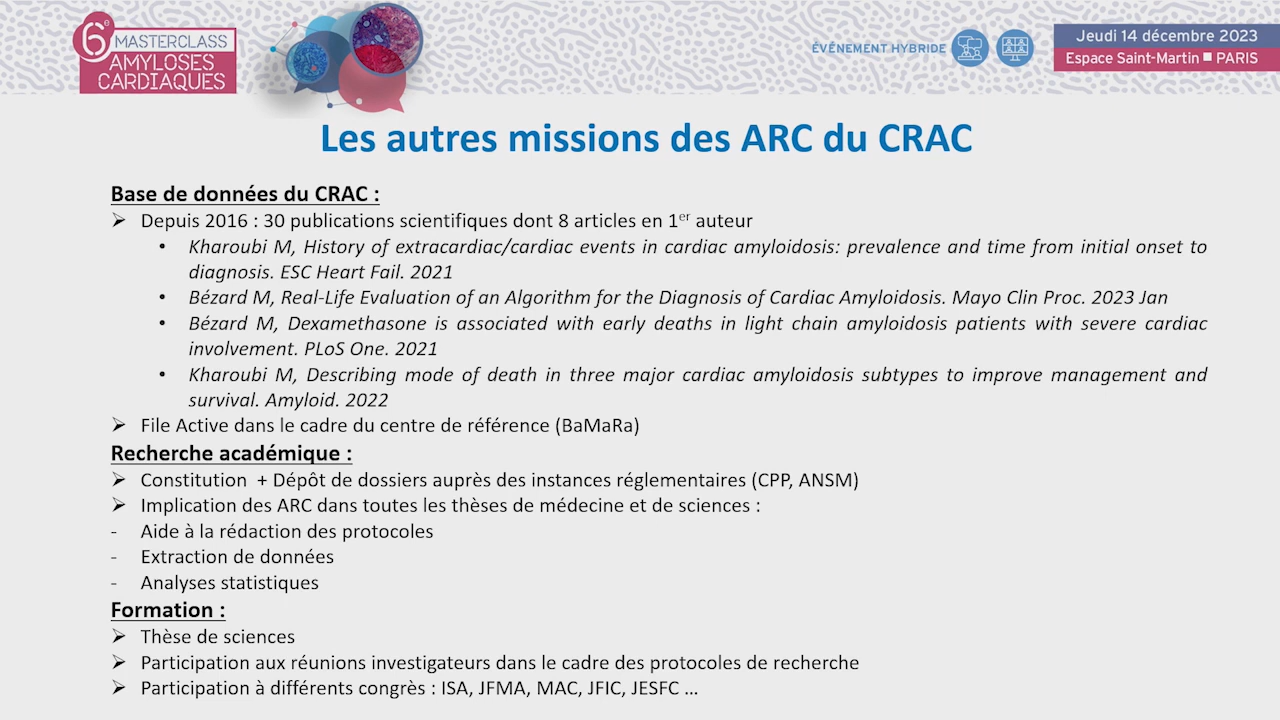 6e MASTERCLASS
AMYLOSES
CARDIAQUES
ÉVÉNEMENT HYBRIDE
Jeudi 14 décembre 2023
Espace Saint-Martin ■ PARIS
Les autres missions des ARC du CRAC
Base de données du CRAC :
➢ Depuis 2016 : 30 publications scientifiques dont 8 articles en 1er auteur
• Kharoubi M, History of extracardiac/cardiac events in cardiac amyloidosis: prevalence and time from initial onset to
diagnosis. ESC Heart Fail. 2021
• Bézard M, Real-Life Evaluation of an Algorithm for the Diagnosis of Cardiac Amyloidosis. Mayo Clin Proc. 2023 Jan
• Bézard M, Dexamethasone is associated with early deaths in light chain amyloidosis patients with severe cardiac
involvement. PLoS One. 2021
• Kharoubi M, Describing mode of death in three major cardiac amyloidosis subtypes to improve management and
survival. Amyloid. 2022
➢ File Active dans le cadre du centre de référence (BaMaRa)
Recherche académique :
➢ Constitution + Dépôt de dossiers auprès des instances réglementaires (CPP, ANSM)
➢ Implication des ARC dans toutes les thèses de médecine et de sciences :
- Aide à la rédaction des protocoles
- Extraction de données
- Analyses statistiques
Formation :
➢ Thèse de sciences
➢ Participation aux réunions investigateurs dans le cadre des protocoles de recherche
➢ Participation à différents congrès : ISA, JFMA, MAC, JFIC, JESFC …